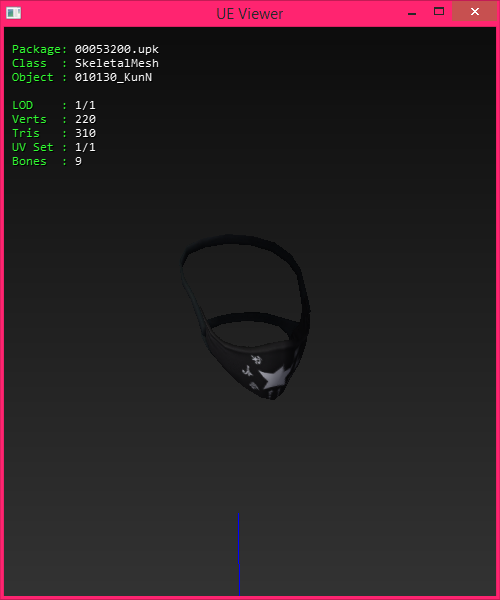 UE Viewer
Package: 00053200.upk
Class : SkeletalMesh
Object : 010130_KunN
LOD : 1/1
Verts : 220
Tris : 310
UV Set : 1/1
Bones : 9